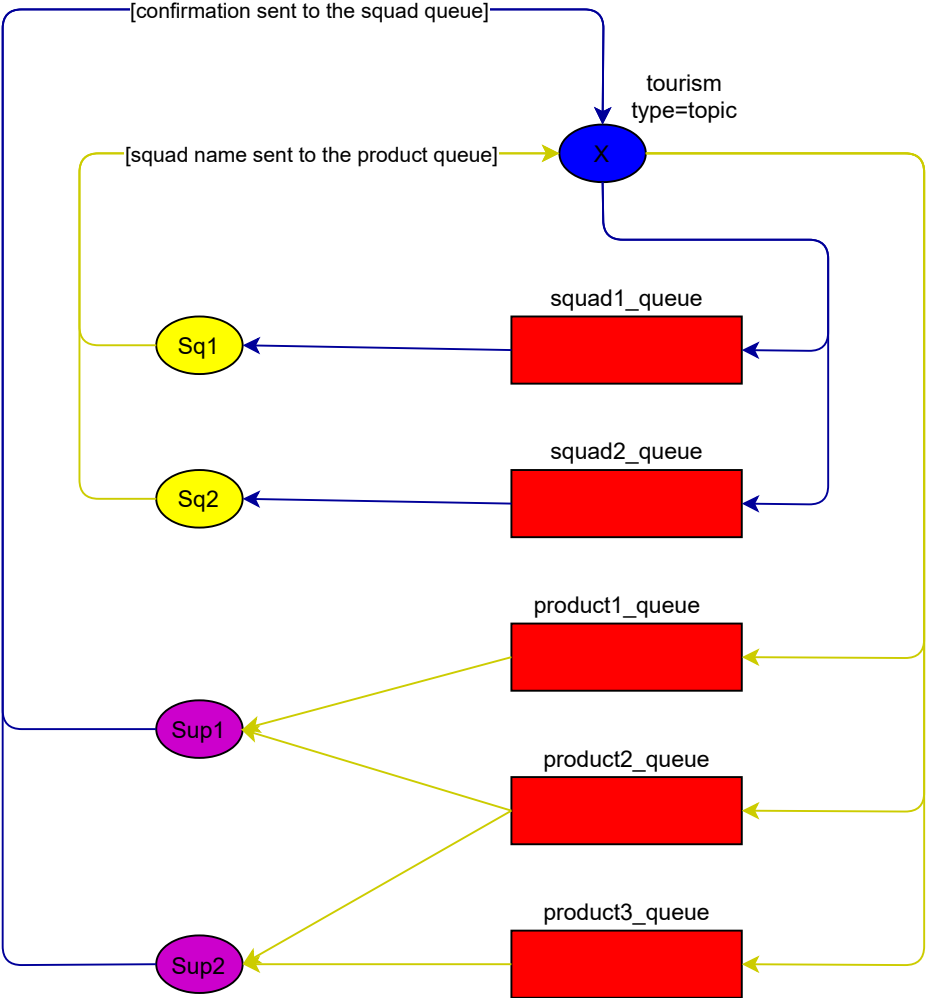 [confirmation sent to the squad queue]
tourism
type=topic
[squad name sent to the product queue]
X
squad1_queue
Sq1
squad2_queue
Sq2
product1_queue
Sup1
product2_queue
product3_queue
Sup2